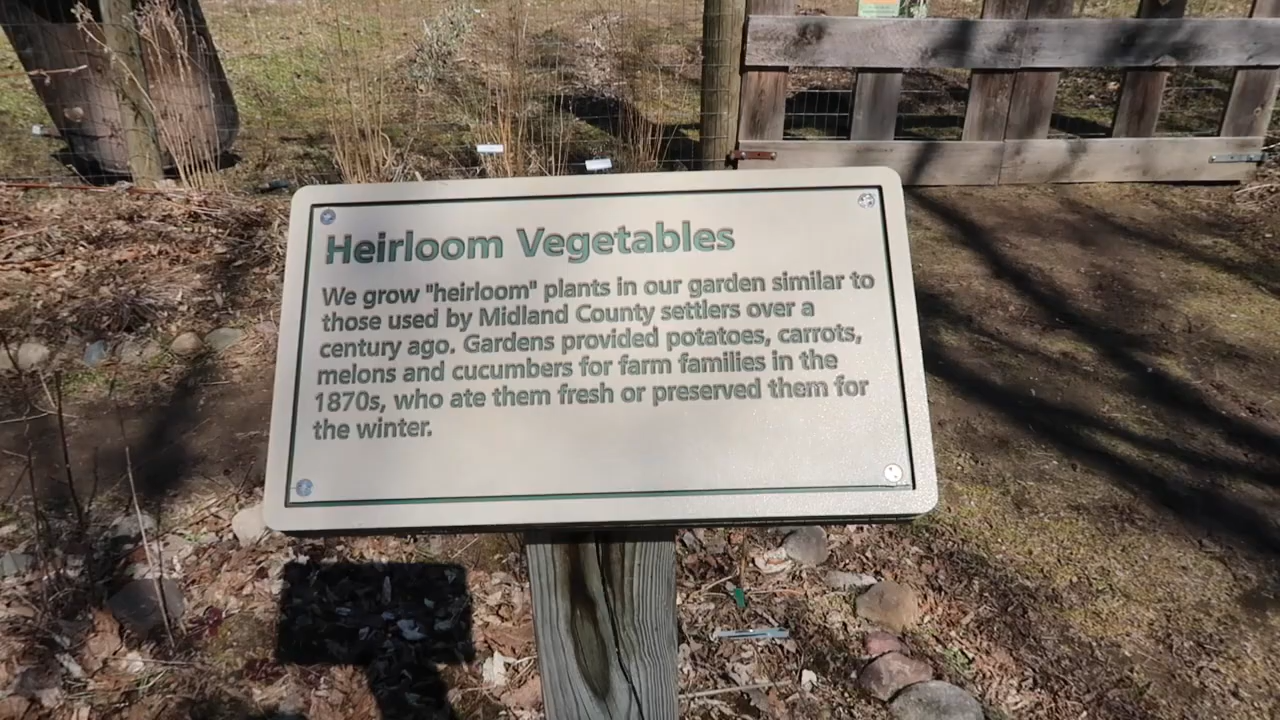 Heirloom Vegetables
We grow "heirloom" plants in our garden similar to
those used by Midland County settlers over a
century ago. Gardens provided potatoes, carrots,
melons and cucumbers for farm families in the
1870s, who ate them fresh or preserved them for
the winter.